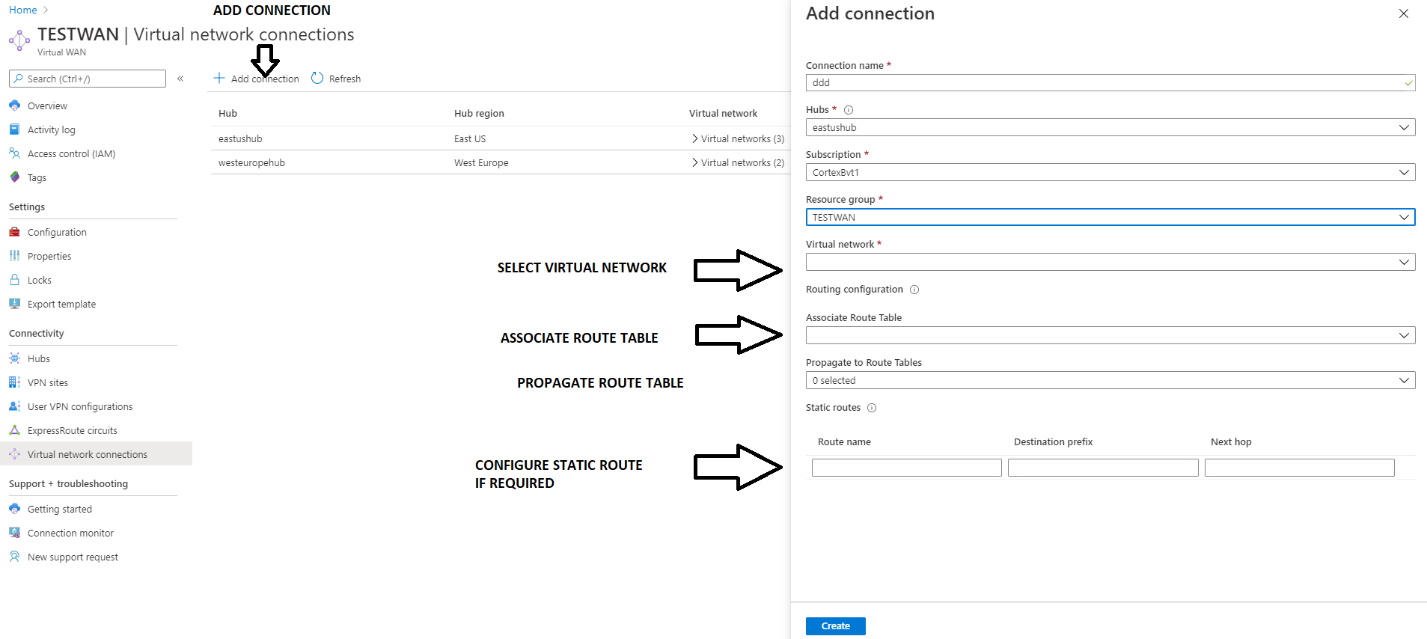 Home >
ADD CONNECTION
TESTWAN | Virtual network connections
Virtual WAN
Search (Ctrl+/)
«
Add connection
Refresh
Overview
Activity log
Access control (IAM)
Tags
Settings
Configuration
Properties
Locks
Export template
Connectivity
Hubs
VPN sites
User VPN configurations
ExpressRoute circuits
Virtual network connections
Support + troubleshooting
Getting started
Connection monitor
New support request
Hub Hub region Virtual network
eastushub East US > Virtual networks (3)
westeuropehub West Europe > Virtual networks (2)
SELECT VIRTUAL NETWORK
ASSOCIATE ROUTE TABLE
PROPAGATE ROUTE TABLE
CONFIGURE STATIC ROUTE
IF REQUIRED
Add connection
Connection name *
ddd
Hubs *
eastushub
Subscription *
CortexBvt1
Resource group *
TESTWAN
Virtual network *
Routing configuration
Associate Route Table
Propagate to Route Tables
0 selected
Static routes
Route name Destination prefix Next hop
Create